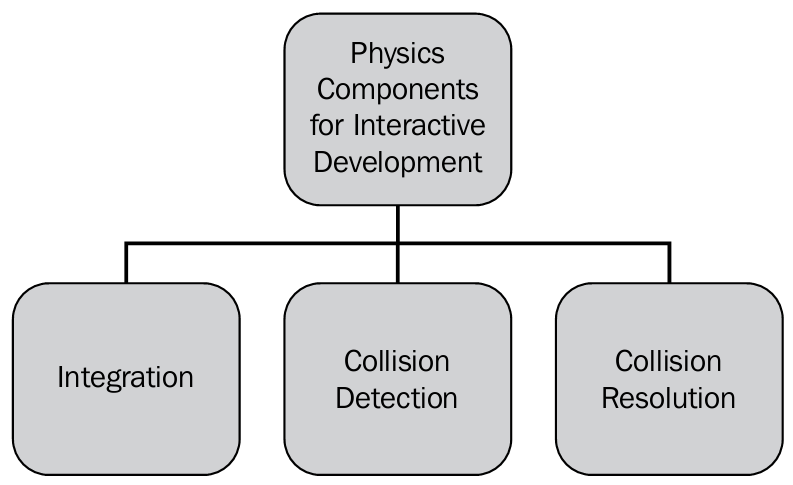 Physics
Components
for Interactive
Development
Integration
Collision
Detection
Collision
Resolution